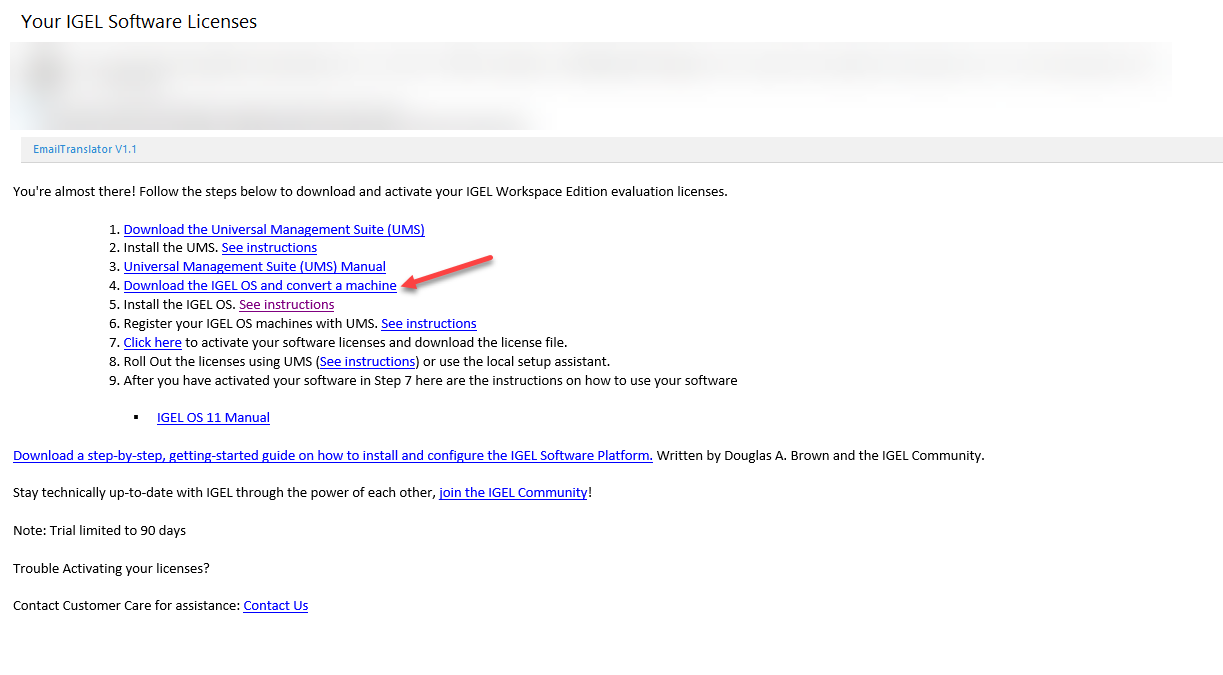 Your IGEL Software Licenses
EmailTranslator V1.1
You're almost there! Follow the steps below to download and activate your IGEL Workspace Edition evaluation licenses.
1. Download the Universal Management Suite (UMS)
2. Install the UMS. See instructions
3. Universal Management Suite (UMS) Manual
4. Download the IGEL OS and convert a machine
5. Install the IGEL OS. See instructions
6. Register your IGEL OS machines with UMS. See instructions
7. Click here to activate your software licenses and download the license file.
8. Roll Out the licenses using UMS (See instructions) or use the local setup assistant.
9. After you have activated your software in Step 7 here are the instructions on how to use your software
▪ IGEL OS 11 Manual
Download a step-by-step, getting-started guide on how to install and configure the IGEL Software Platform. Written by Douglas A. Brown and the IGEL Community.
Stay technically up-to-date with IGEL through the power of each other, join the IGEL Community!
Note: Trial limited to 90 days
Trouble Activating your licenses?
Contact Customer Care for assistance: Contact Us